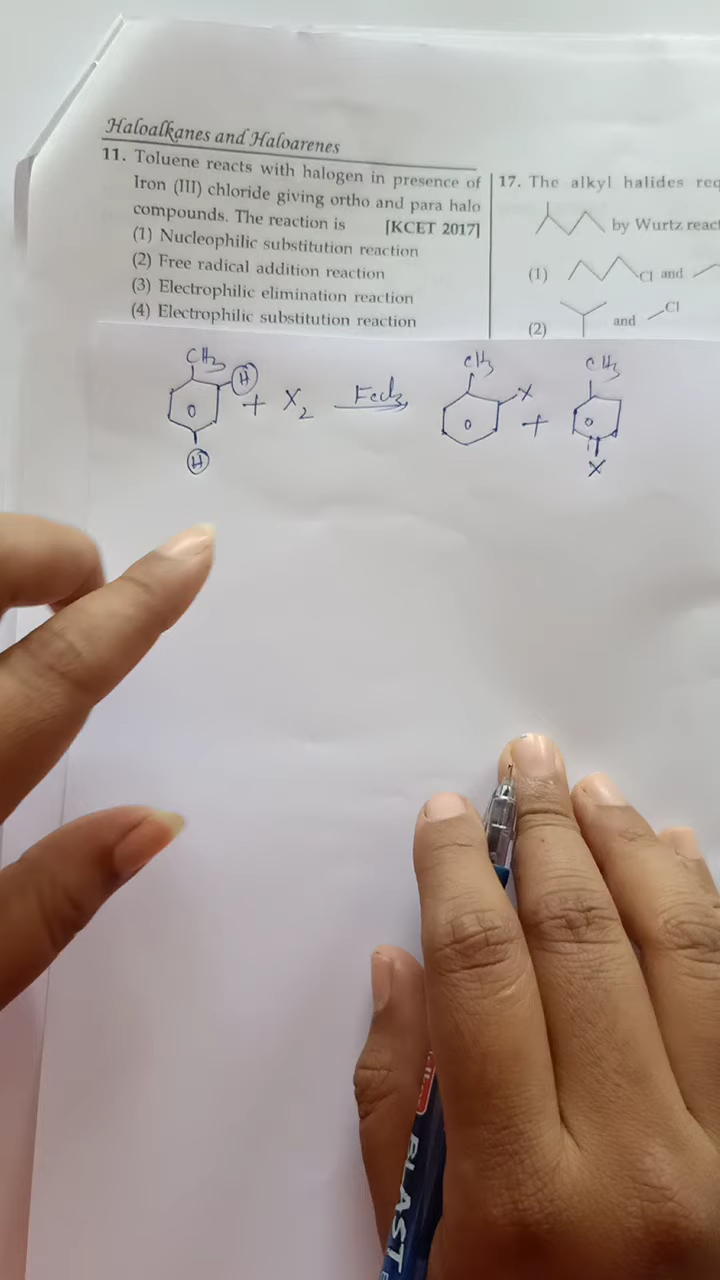 Haloalkanes and Haloarenes
11. Toluene reacts with halogen in presence of
Iron (III) chloride giving ortho and para halo
compounds. The reaction is [KCET 2017]
(1) Nucleophilic substitution reaction
(2) Free radical addition reaction
(3) Electrophilic elimination reaction
(4) Electrophilic substitution reaction
17. The alkyl halides
by Wurtz
(1) Cl and
(2) and Cl
CH3 CH3 CH3
H + X2 FeCl3 X +
H X
BLAST